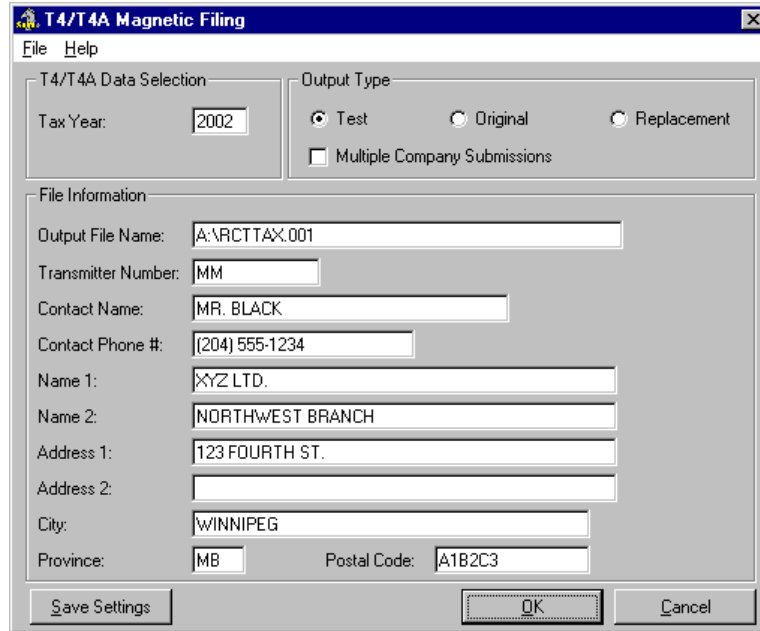 T4/T4A Magnetic Filing
File Help
T4/T4A Data Selection
Tax Year: 2002
Output Type
Test Original Replacement
Multiple Company Submissions
File Information
Output File Name: A:\RCTTAX.001
Transmitter Number: MM
Contact Name: MR. BLACK
Contact Phone #: (204) 555-1234
Name 1: XYZ LTD.
Name 2: NORTHWEST BRANCH
Address 1: 123 FOURTH ST.
Address 2:
City: WINNIPEG
Province: MB Postal Code: A1B2C3
Save Settings OK Cancel